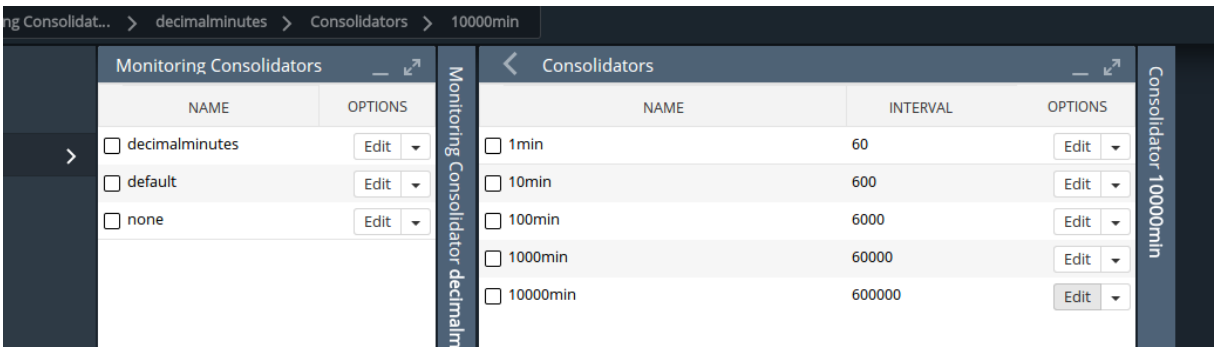 ng Consolidat... > decimalminutes > Consolidators > 10000min
Monitoring Consolidators
NAME OPTIONS
decimalminutes Edit
default Edit
none Edit
Monitoring Consolidator decimalm
Consolidators
NAME INTERVAL OPTIONS
1min 60 Edit
10min 600 Edit
100min 6000 Edit
1000min 60000 Edit
10000min 600000 Edit
Consolidator 10000min